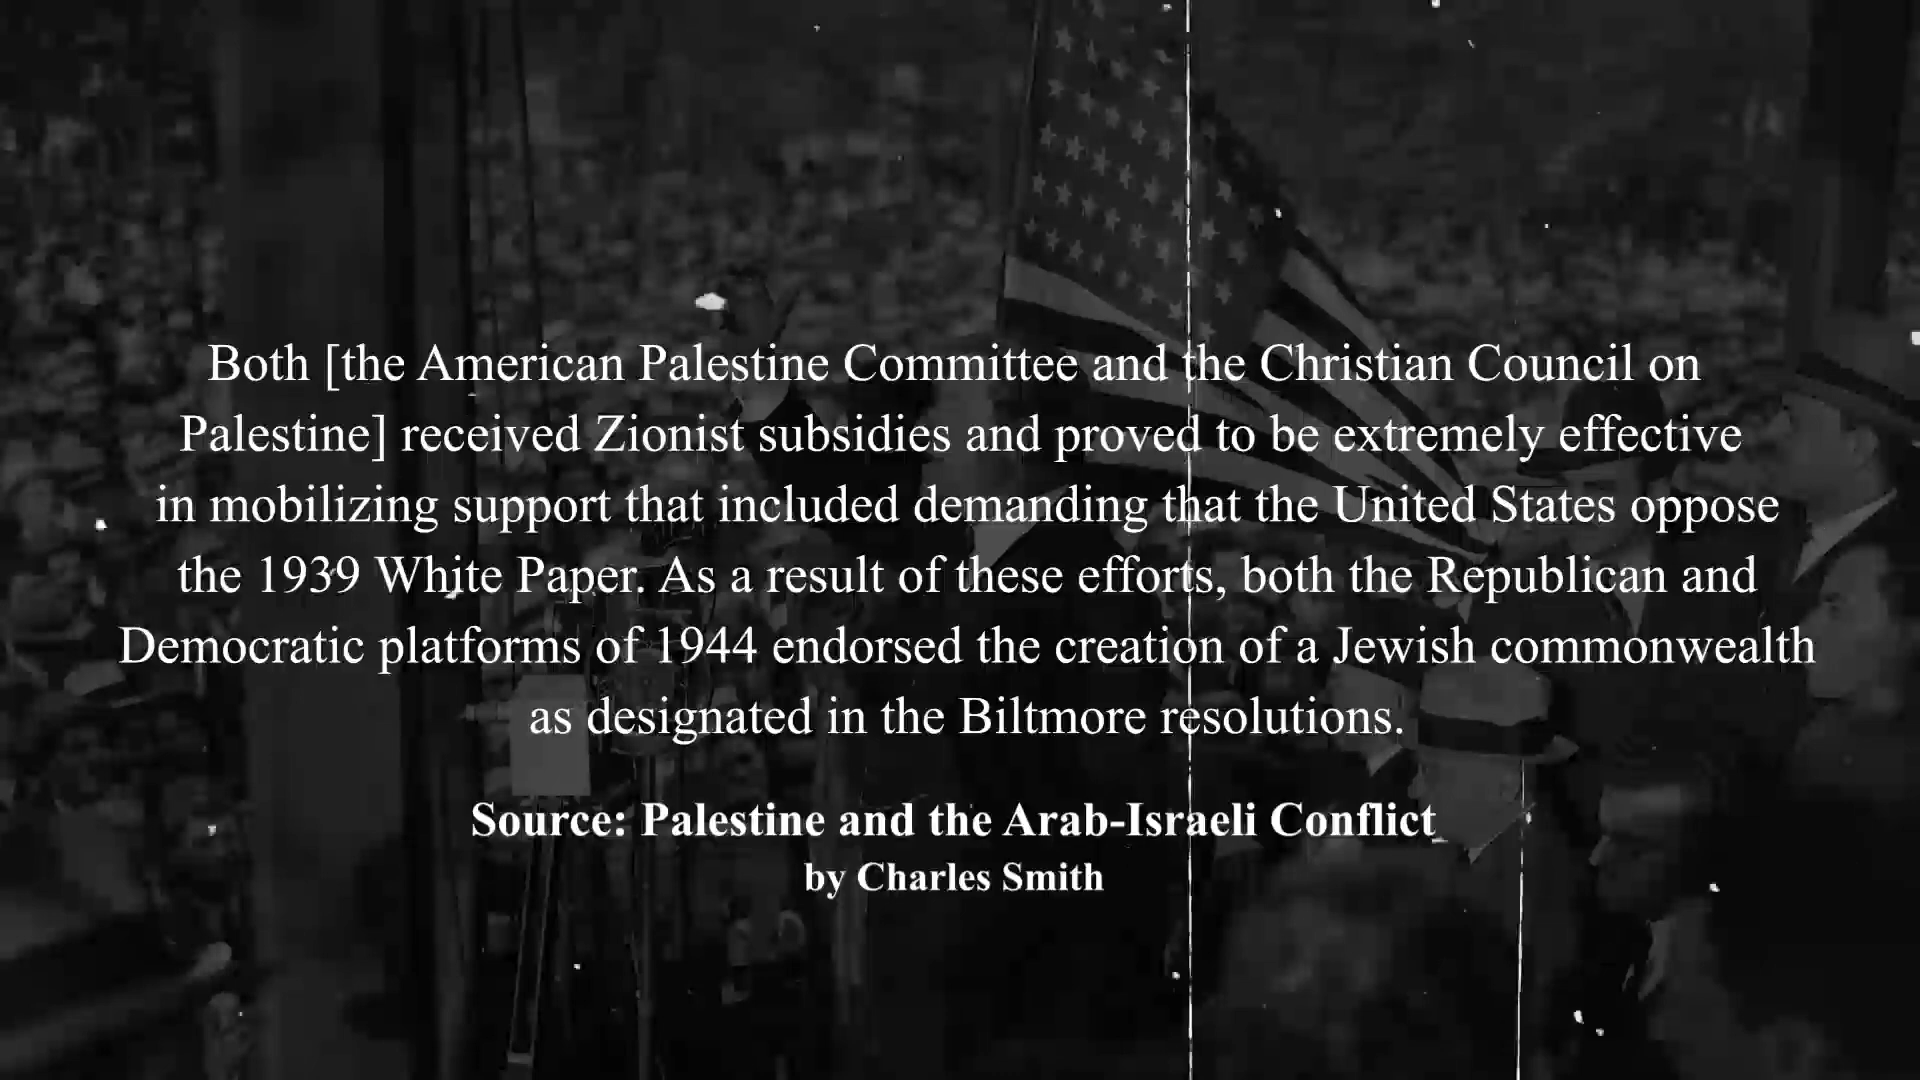 Both [the American Palestine Committee and the Christian Council on
Palestine] received Zionist subsidies and proved to be extremely effective
in mobilizing support that included demanding that the United States oppose
the 1939 White Paper. As a result of these efforts, both the Republican and
Democratic platforms of 1944 endorsed the creation of a Jewish commonwealth
as designated in the Biltmore resolutions.
Source: Palestine and the Arab-Israeli Conflict
by Charles Smith